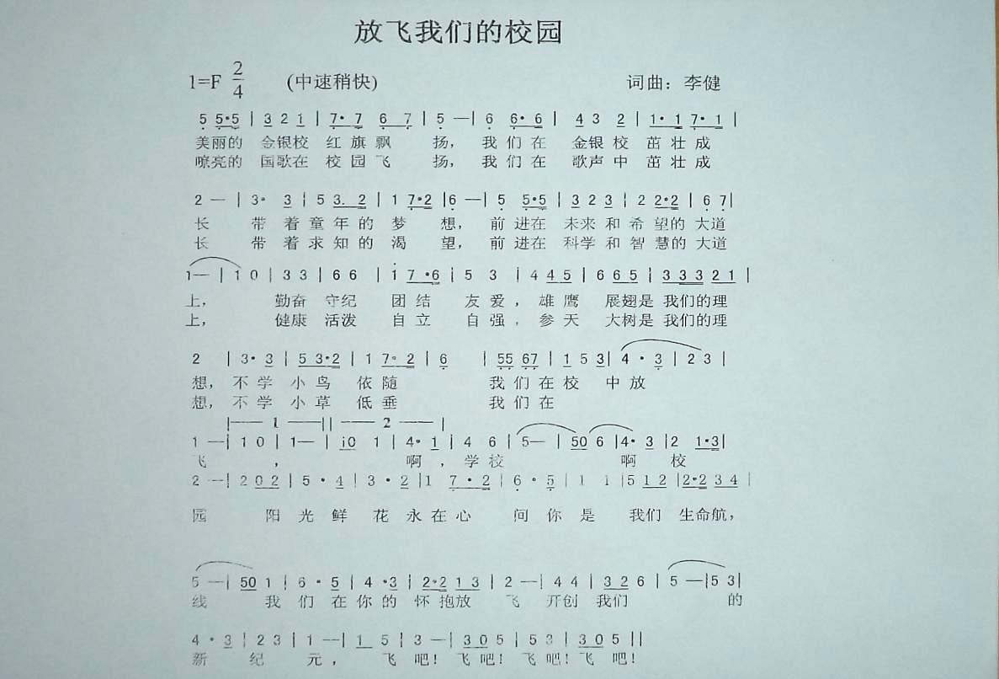 放飞我们的校园
1=F 2/4 (中速稍快) 词曲：李健
5 5·5 | 3 2 1 | 7· 7 6 7 | 5 — | 6 6·6 | 4 3 2 | 1· 1 7·1 |
美丽的 金银校 红旗飘 扬， 我们在 金银校 茁壮成
嘹亮的 国歌在 校园飞 扬， 我们在 歌声中 茁壮成
2 — | 3· 3 | 5 3. 2 | 1 7·2 | 6 — | 5 5·5 | 3 2 3 | 2 2·2 | 6 7 |
长 带着童年的梦 想， 前进在 未来和希望的大道
长 带着求知的渴 望， 前进在 科学和智慧的大道
1— | 1 0 | 3 3 | 6 6 | 1 7·6 | 5 3 | 4 4 5 | 6 6 5 | 3 3 3 2 1 |
上， 勤奋 守纪 团结 友爱，雄鹰 展翅是我们的理
上， 健康 活泼 自立 自强，参天 大树是我们的理
2 | 3· 3 | 5 3·2 | 1 7·2 | 6 | 55 67 | 1 5 3 | 4 · 3 | 2 3 |
想，不学小鸟 依随 我们在校 中放
想，不学小草 低垂 我们在
|— 1 —|| — 2 — |
1 —| 1 0 | 1— | i0 1 | 4· 1 | 4 6 | 5— | 50 6 | 4· 3 | 2 1·3 |
飞 ， 啊，学校 啊 校
2 —| 2 0 2 | 5 · 4 | 3 · 2 | 1 7 · 2 | 6 · 5 | 1 1 | 5 1 2 | 2·2 3 4 |
园 阳光鲜花永在心 问你是 我们 生命航，
5 —| 50 1 | 6 · 5 | 4 ·3 | 2·2 1 3 | 2 —| 4 4 | 3 2 6 | 5 —| 5 3 |
线 我们在你的怀抱放 飞 开创我们 的
4 · 3 | 2 3 | 1 --| 1 5 | 3 —| 3 0 5 | 5 3 | 3 0 5 ||
新 纪 元， 飞 吧！飞吧！飞吧！飞吧！